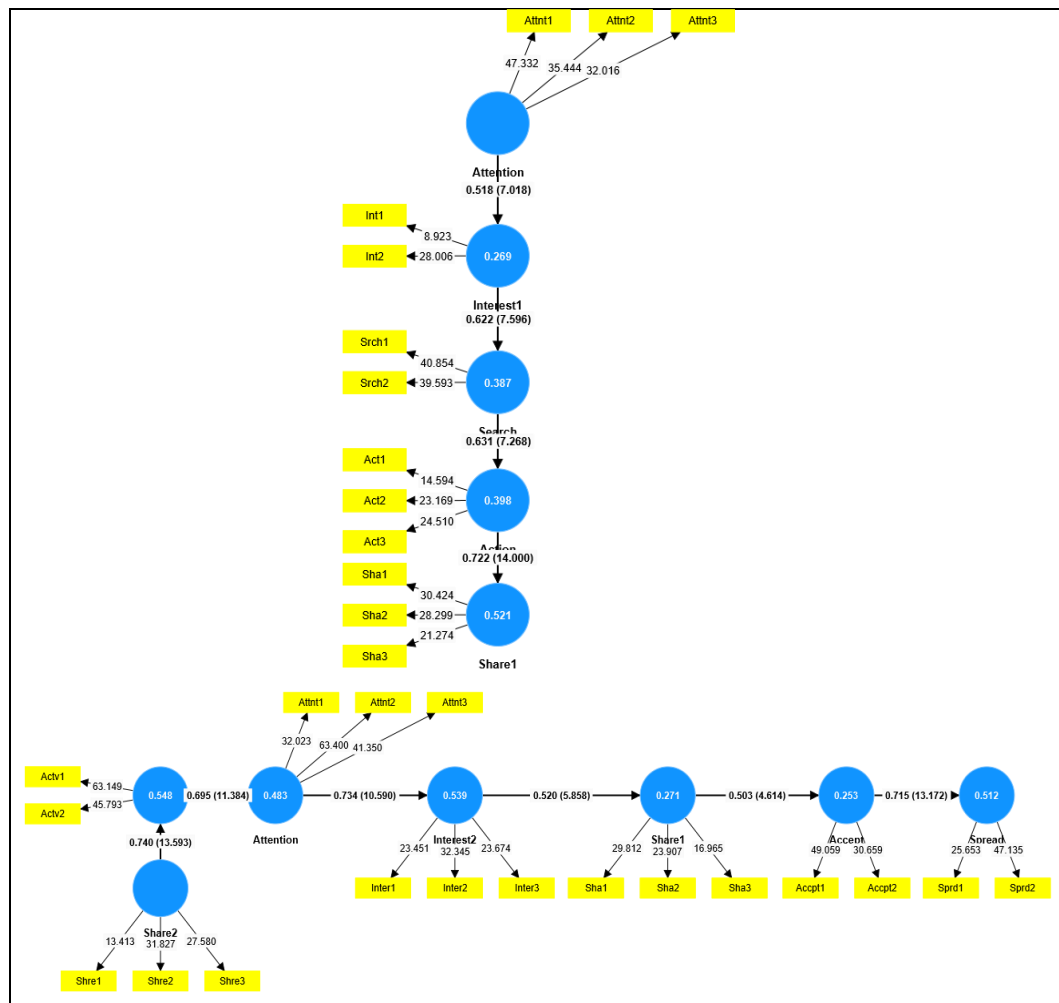 Attnt1 Attnt2 Attnt3
47.332 35.444 32.016
Attention
0.518 (7.018)
Int1
8.923
Int2 28.006 0.269
Interest1
0.622 (7.596)
Srch1
40.854
Srch2 39.593 0.387
Search
0.631 (7.268)
Act1
14.594
Act2 23.169 0.398
24.510
Act3
Action
0.722 (14.000)
Sha1
30.424
Sha2 28.299 0.521
21.274
Sha3
Share1
Attnt1 Attnt2 Attnt3
32.023 63.400 41.350
Actv1 63.149
0.548 0.695 (11.384) 0.483 0.734 (10.590) 0.539 0.520 (5.858) 0.271 0.503 (4.614) 0.253 0.715 (13.172) 0.512
Actv2 45.793
Attention Interest2 Share1 Accept Spread
0.740 (13.593)
23.451 32.345 23.674 29.812 23.907 16.965 49.059 30.659 25.653 47.135
Inter1 Inter2 Inter3 Sha1 Sha2 Sha3 Accpt1 Accpt2 Sprd1 Sprd2
Share2
13.413 31.827 27.580
Shre1 Shre2 Shre3